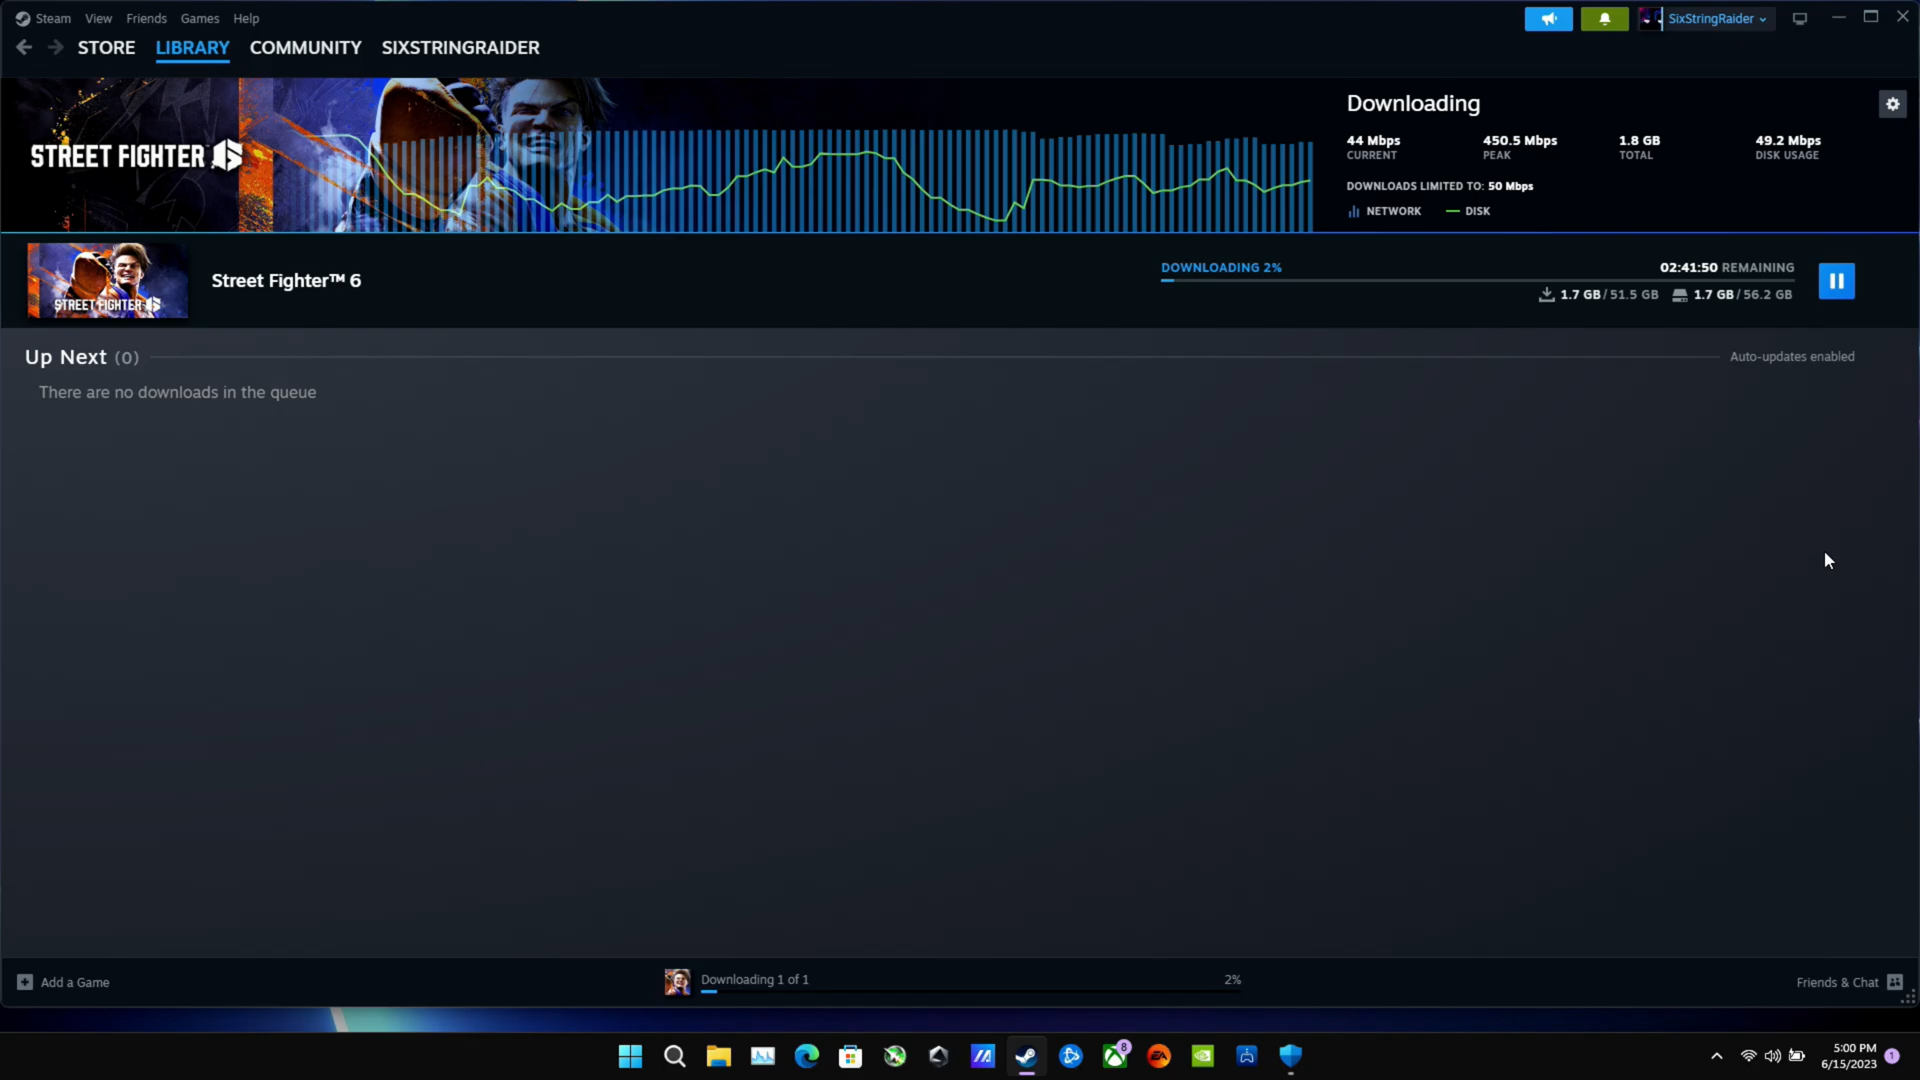 Steam View Friends Games Help
SixStringRaider
STORE LIBRARY COMMUNITY SIXSTRINGRAIDER
STREET FIGHTER 6
Downloading
44 Mbps 450.5 Mbps 1.8 GB 49.2 Mbps
CURRENT PEAK TOTAL DISK USAGE
DOWNLOADS LIMITED TO: 50 Mbps
NETWORK DISK
STREET FIGHTER 6
Street Fighter™ 6
DOWNLOADING 2% 02:41:50 REMAINING
1.7 GB / 51.5 GB 1.7 GB / 56.2 GB
Up Next (0) Auto-updates enabled
There are no downloads in the queue
Add a Game
Downloading 1 of 1 2%
Friends & Chat
8
EA
5:00 PM
6/15/2023
1